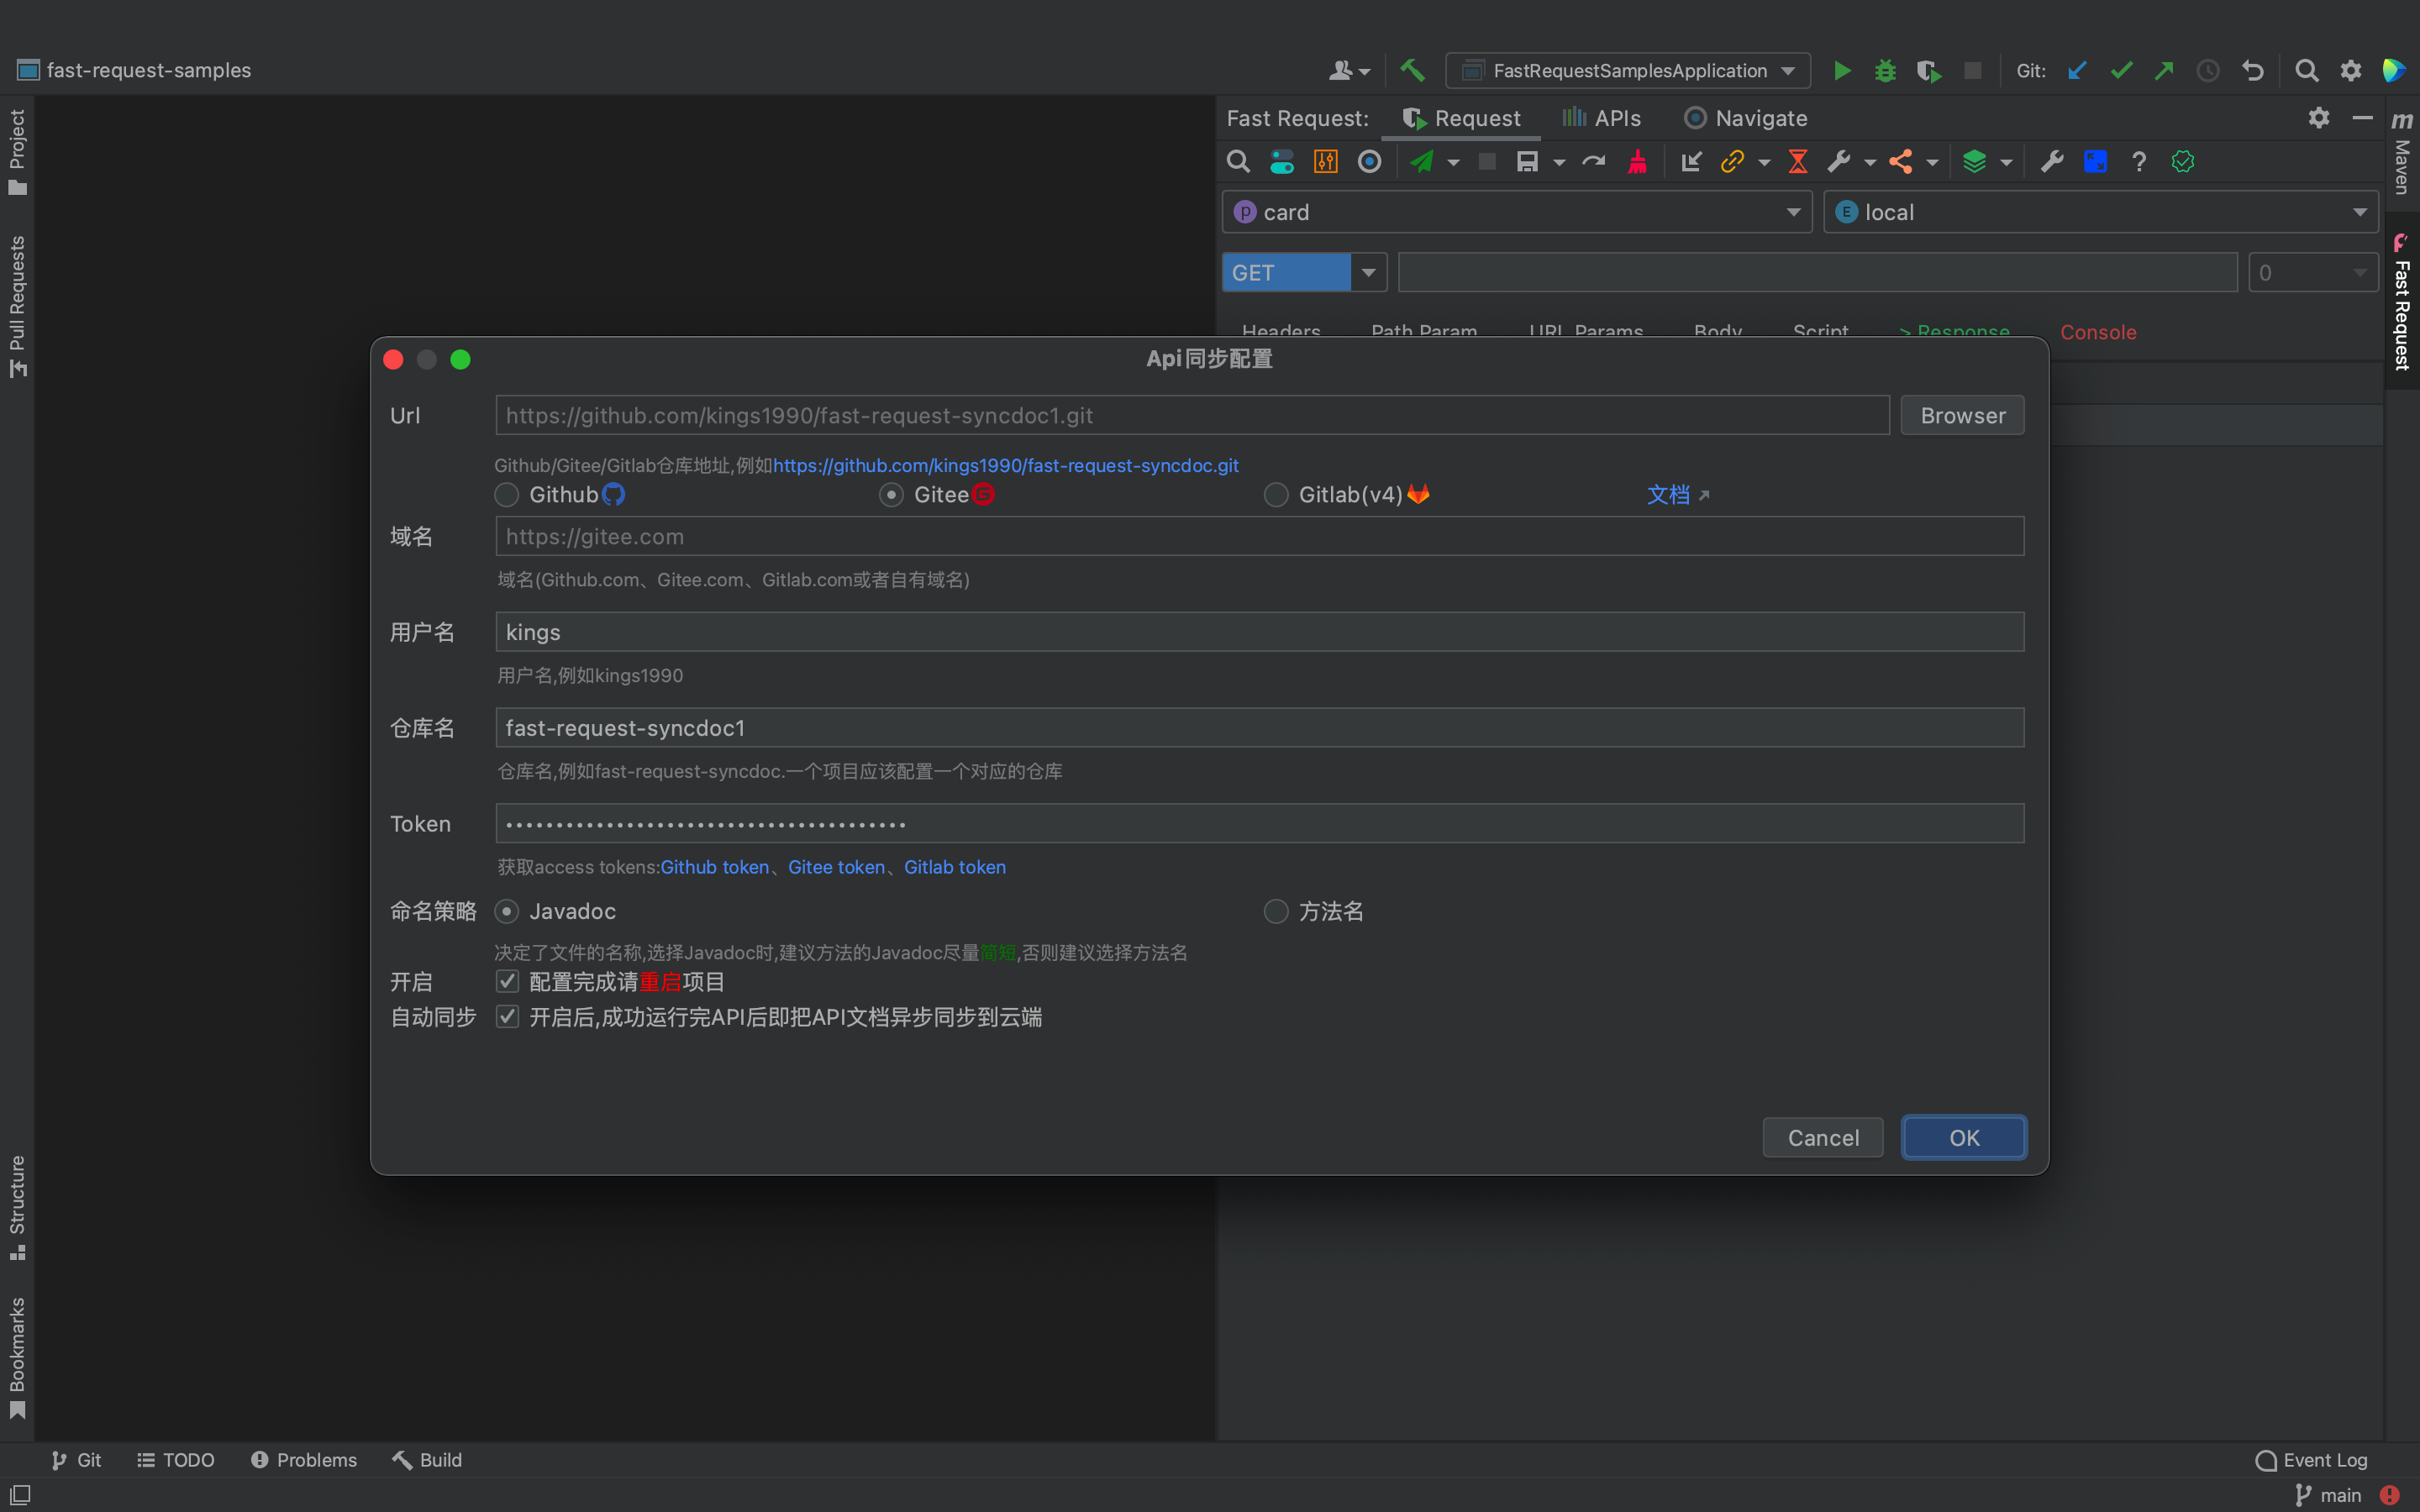 fast-request-samples
FastRequestSamplesApplication
Git:
Project
Pull Requests
Structure
Bookmarks
Fast Request:
Request
APIs
Navigate
m
Maven
Fast Request
card
local
GET
0
Headers
Path Param
URL Params
Body
Script
> Response
Console
Api同步配置
Url
https://github.com/kings1990/fast-request-syncdoc1.git
Browser
Github/Gitee/Gitlab仓库地址,例如https://github.com/kings1990/fast-request-syncdoc.git
Github
Gitee
Gitlab(v4)
文档
域名
https://gitee.com
域名(Github.com、Gitee.com、Gitlab.com或者自有域名)
用户名
kings
用户名,例如kings1990
仓库名
fast-request-syncdoc1
仓库名,例如fast-request-syncdoc.一个项目应该配置一个对应的仓库
Token
获取access tokens:Github token、Gitee token、Gitlab token
命名策略
Javadoc
方法名
决定了文件的名称,选择Javadoc时,建议方法的Javadoc尽量简短,否则建议选择方法名
开启
配置完成请重启项目
自动同步
开启后,成功运行完API后即把API文档异步同步到云端
Cancel
OK
Git
TODO
Problems
Build
Event Log
main